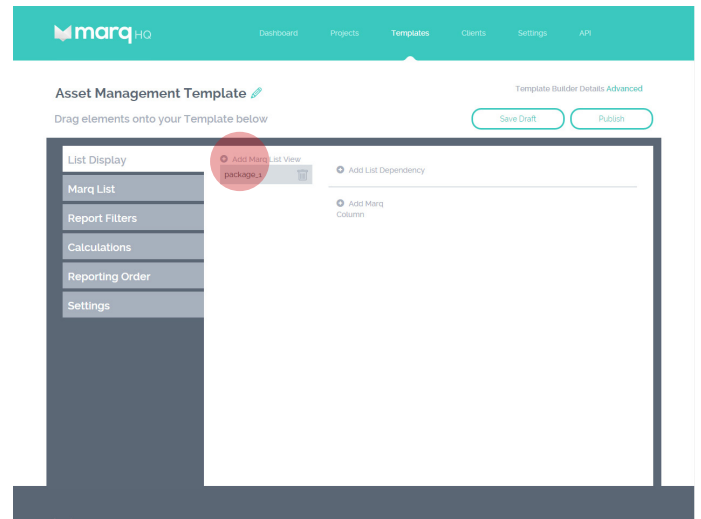 marq HQ
Dashboard Projects Templates Clients Settings API
Asset Management Template
Template Builder Details Advanced
Drag elements onto your Template below
Save Draft Publish
List Display
Marq List
Report Filters
Calculations
Reporting Order
Settings
Add Marq List View
package_1
Add List Dependency
Add Marq
Column